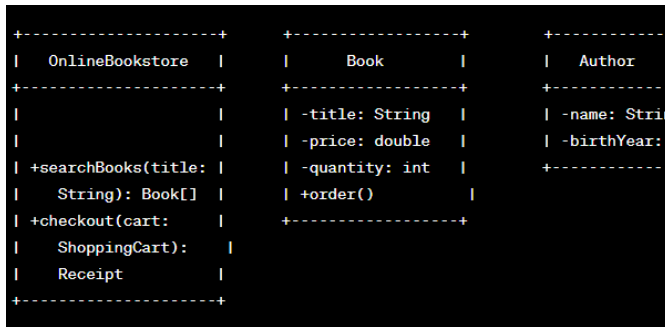 +---------------------+      +------------------+        +------------
|   OnlineBookstore   |      |      Book        |        |   Author
+---------------------+      +------------------+        +------------
|                     |      | -title: String   |        | -name: Stri
|                     |      | -price: double   |        | -birthYear:
| +searchBooks(title: |      | -quantity: int   |        +------------
|    String): Book[]  |      | +order()          |
| +checkout(cart:     |      +------------------+
|    ShoppingCart):    |
|    Receipt          |
+---------------------+